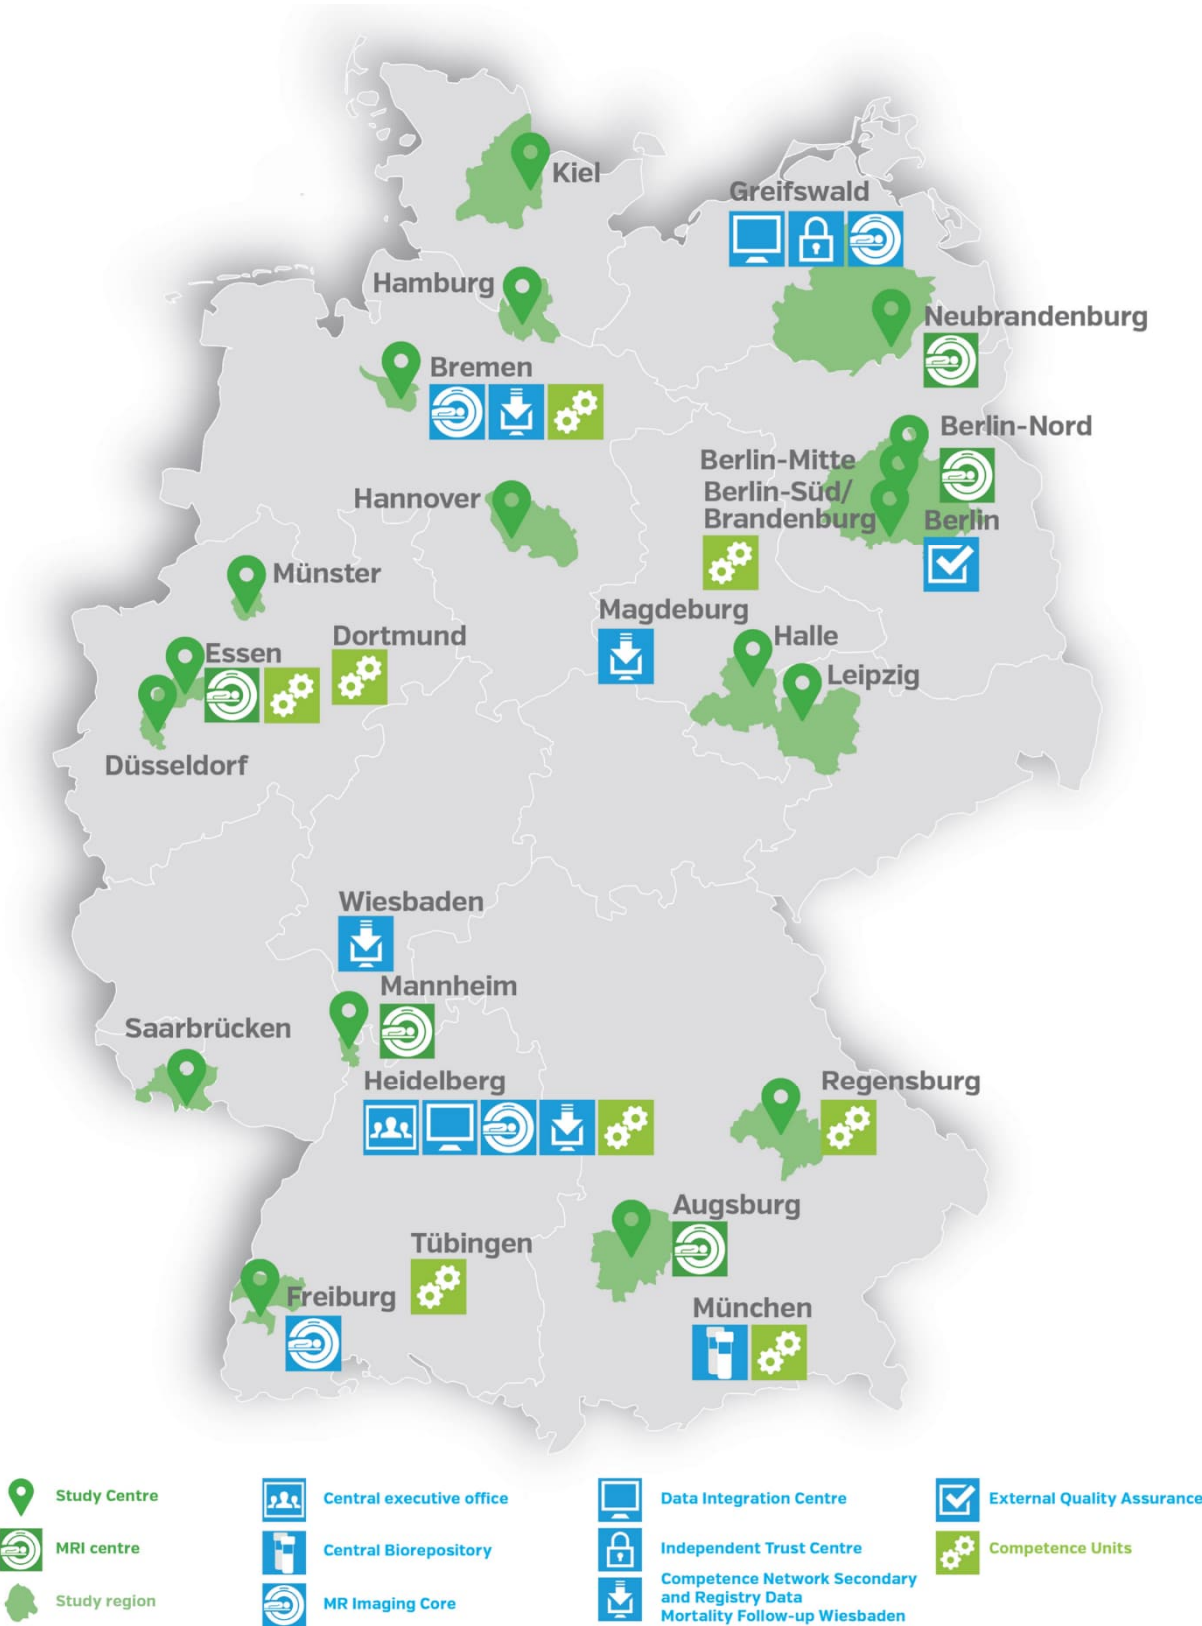 Kiel
Greifswald
Hamburg
Neubrandenburg
Bremen
Berlin-Nord
Berlin-Mitte
Berlin-Süd/
Brandenburg
Berlin
Hannover
Münster
Magdeburg
Halle
Dortmund
Essen
Leipzig
Düsseldorf
Wiesbaden
Mannheim
Saarbrücken
Heidelberg
Regensburg
Augsburg
Tübingen
Freiburg
München
Study Centre
MRI centre
Study region
Central executive office
Central Biorepository
MR Imaging Core
Data Integration Centre
Independent Trust Centre
Competence Network Secondary
and Registry Data
Mortality Follow-up Wiesbaden
External Quality Assurance
Competence Units